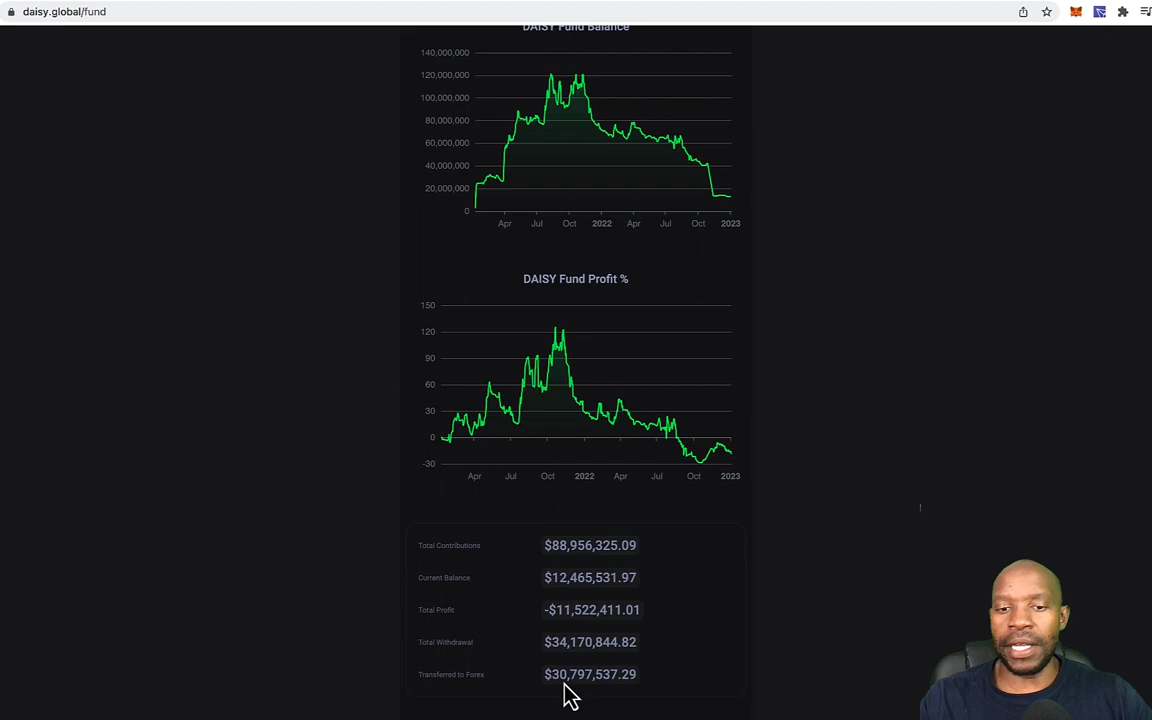 daisy.global/fund
DAISY Fund Balance
140,000,000
120,000,000
100,000,000
80,000,000
60,000,000
40,000,000
20,000,000
0
Apr Jul Oct 2022 Apr Jul Oct 2023
DAISY Fund Profit %
150
120
90
60
30
0
-30
Apr Jul Oct 2022 Apr Jul Oct 2023
Total Contributions $88,956,325.09
Current Balance $12,465,531.97
Total Profit -$11,522,411.01
Total Withdrawal $34,170,844.82
Transferred to Forex $30,797,537.29